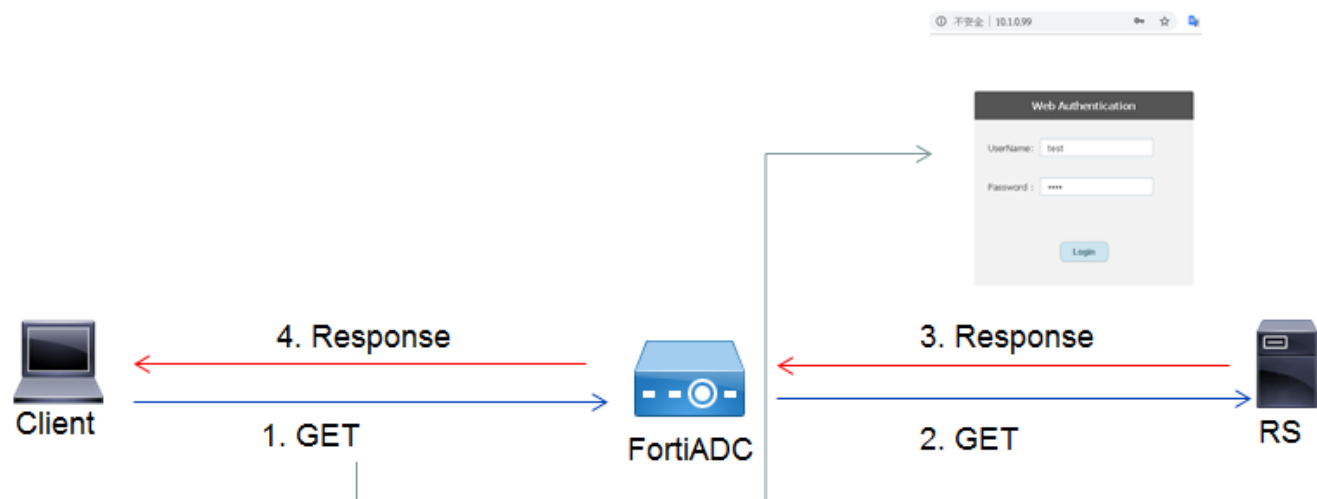 不安全 | 10.1.0.99
Web Authentication
UserName: test
Password : ••••
Login
4. Response
3. Response
Client
1. GET
FortiADC
2. GET
RS